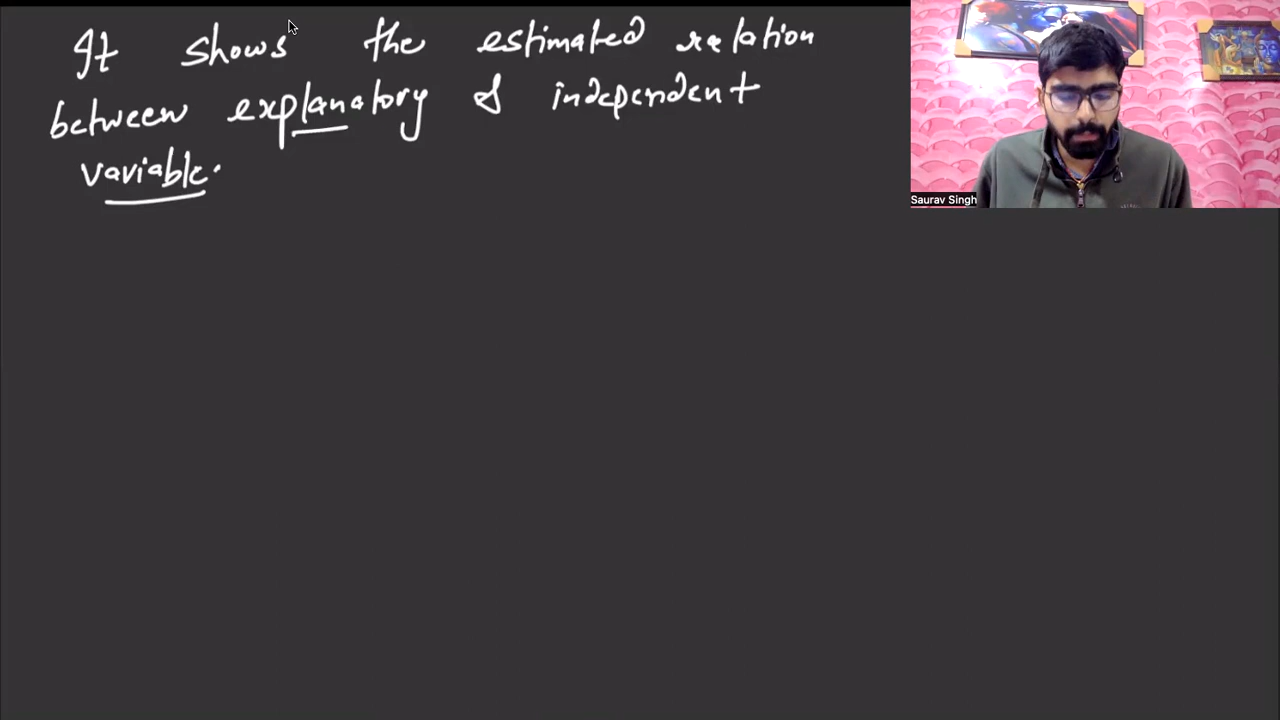 It shows the estimated relation
between explanatory & independent
variable.
Saurav Singh